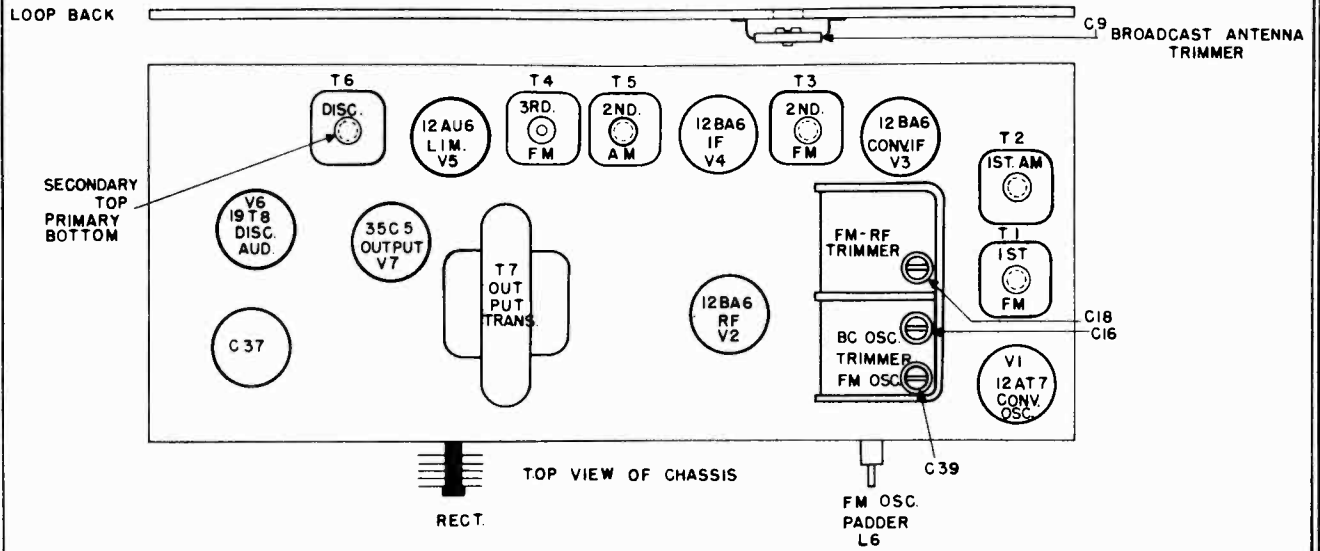 LOOP BACK
C9
BROADCAST ANTENNA
TRIMMER
T6
T4
T5
T3
DISC.
12AU6
LIM.
V5
3RD.
FM
2ND.
AM
12BA6
IF
V4
2ND.
FM
12BA6
CONV.IF
V3
T2
1ST. AM
SECONDARY
TOP
PRIMARY
BOTTOM
V6
19T8
DISC.
AUD.
35C5
OUTPUT
V7
T7
OUT
PUT
TRANS.
FM-RF
TRIMMER
T1
1ST
FM
12BA6
RF
V2
C18
C16
C37
BC OSC.
TRIMMER
FM OSC.
V1
12AT7
CONV.
OSC.
C39
TOP VIEW OF CHASSIS
RECT.
FM OSC.
PADDER
L6